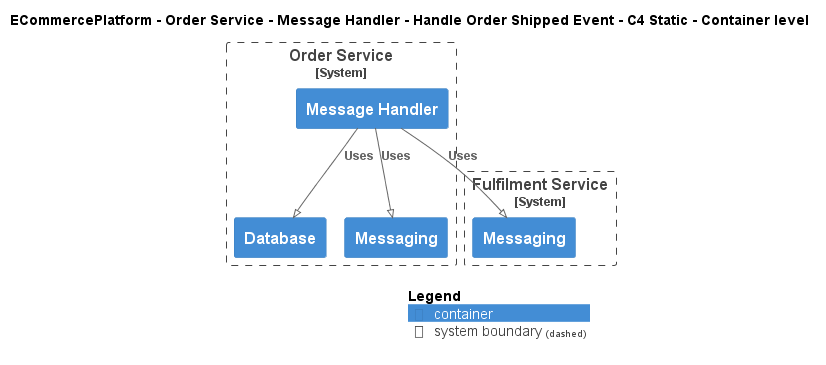 ECommercePlatform - Order Service - Message Handler - Handle Order Shipped Event - C4 Static - Container level
Order Service
[System]
Message Handler
Uses Uses Uses
Fulfilment Service
[System]
Database
Messaging
Messaging
Legend
container
system boundary (dashed)